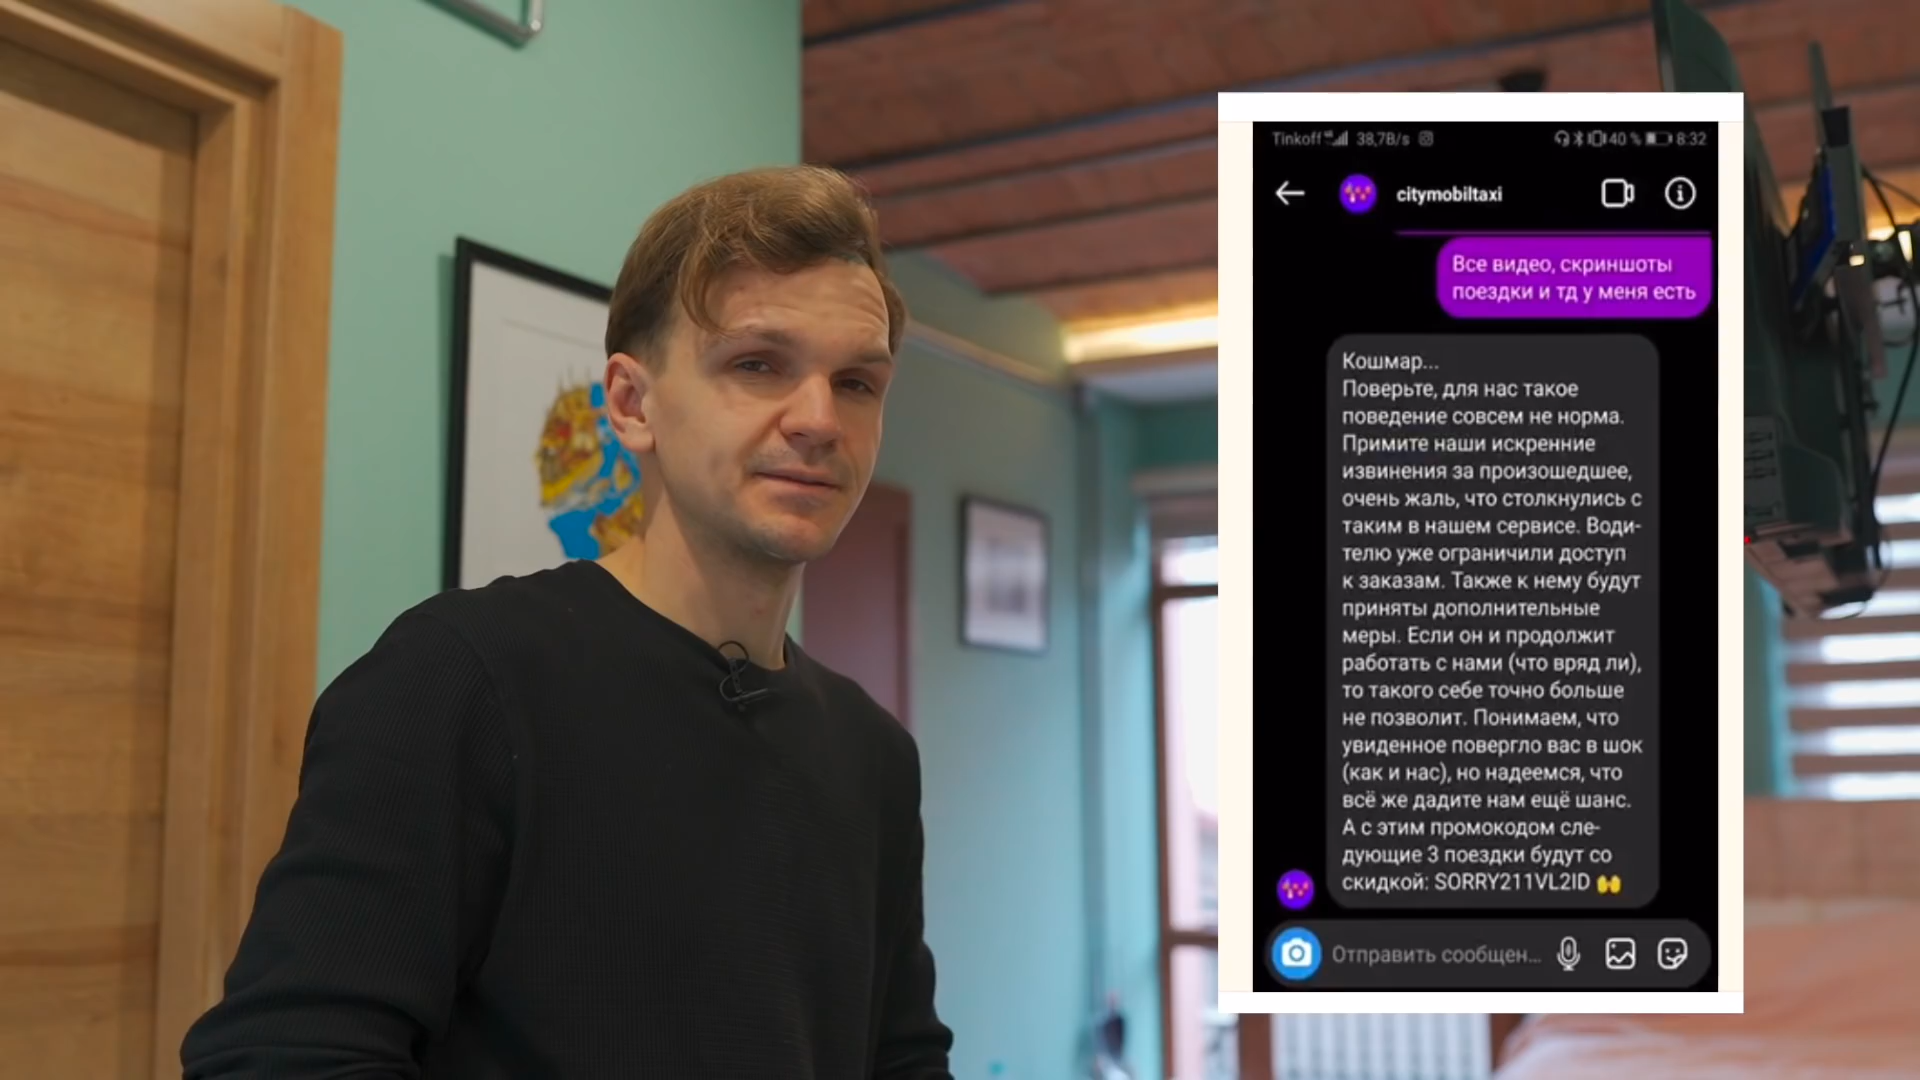 Tinkoff 38,7B/s 40 % 8:32
citymobiltaxi
Все видео, скриншоты
поездки и тд у меня есть
Кошмар...
Поверьте, для нас такое
поведение совсем не норма.
Примите наши искренние
извинения за произошедшее,
очень жаль, что столкнулись с
таким в нашем сервисе. Води-
телю уже ограничили доступ
к заказам. Также к нему будут
приняты дополнительные
меры. Если он и продолжит
работать с нами (что вряд ли),
то такого себе точно больше
не позволит. Понимаем, что
увиденное повергло вас в шок
(как и нас), но надеемся, что
всё же дадите нам ещё шанс.
А с этим промокодом сле-
дующие 3 поездки будут со
скидкой: SORRY211VL2ID 🙌
Отправить сообщен...